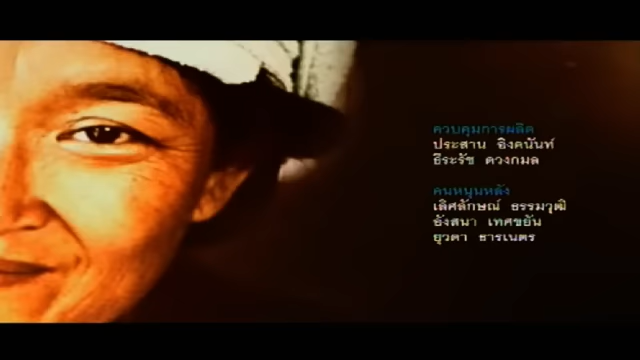 ควบคุมการผลิต
ประสาน อิงคนันท์
ธีระรัช ดวงกมล
คนหนุนหลัง
เลิศลักษณ์ ธรรมวุฒิ
อังสนา เทศขยัน
ยุวดา ธารเนตร